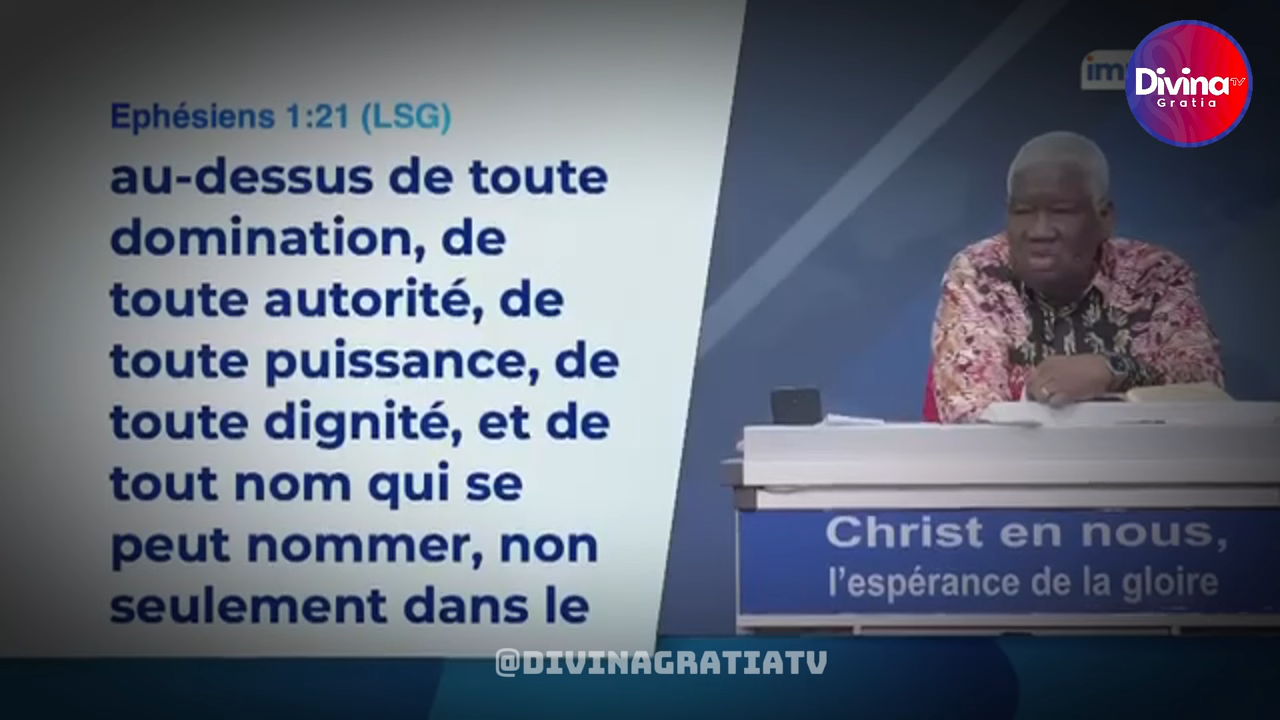 Ephésiens 1:21 (LSG)
au-dessus de toute
domination, de
toute autorité, de
toute puissance, de
toute dignité, et de
tout nom qui se
peut nommer, non
seulement dans le
im
Divina TV
Gratia
Christ en nous,
l'espérance de la gloire
@DIVINAGRATIATV